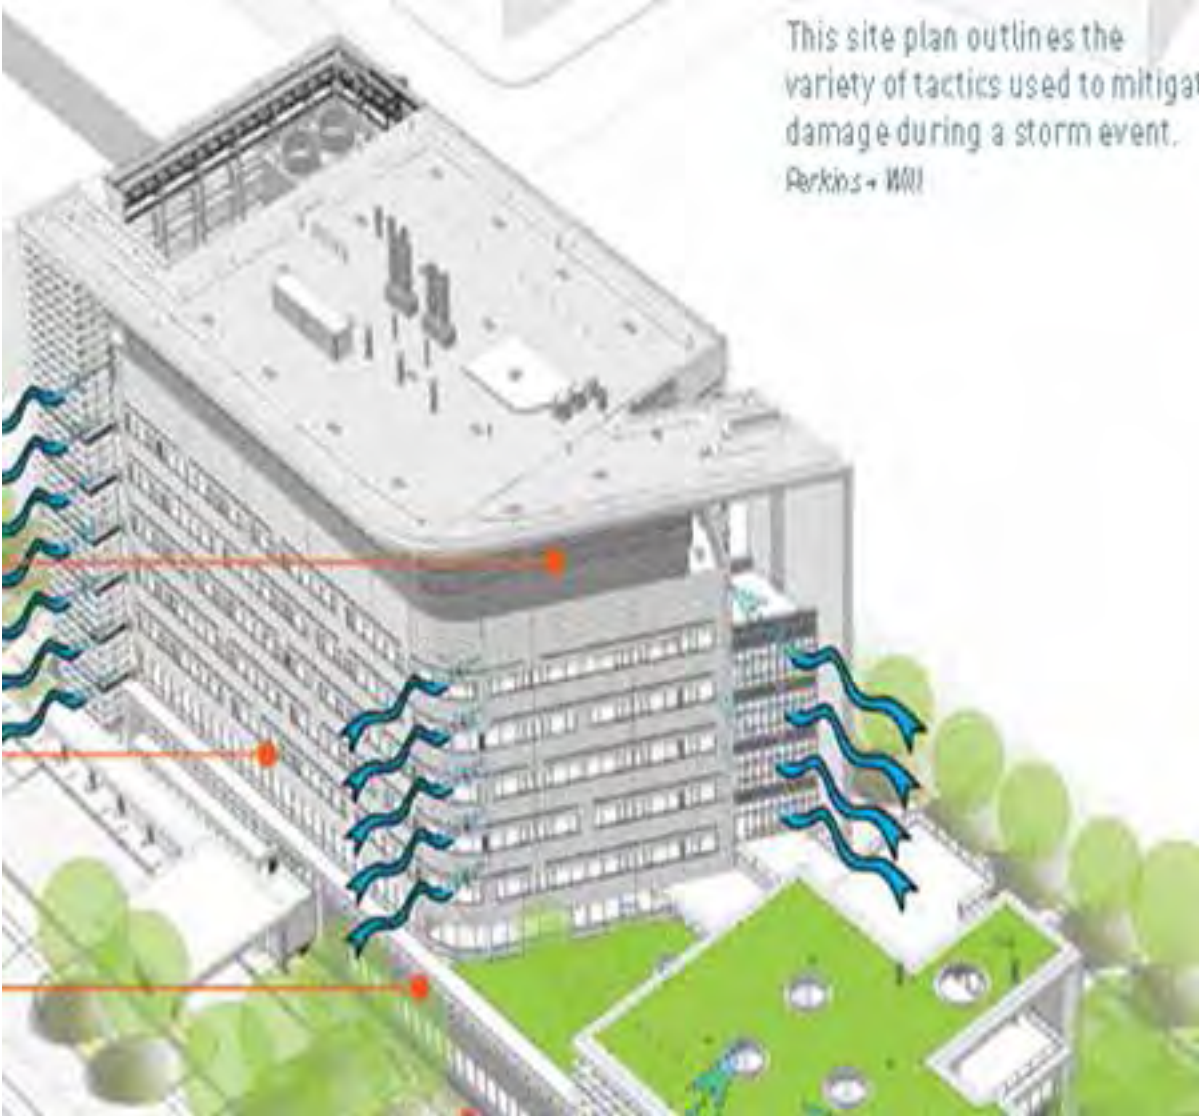 This site plan outlines the
variety of tactics used to mitigat
damage during a storm event.
Perkins + Will